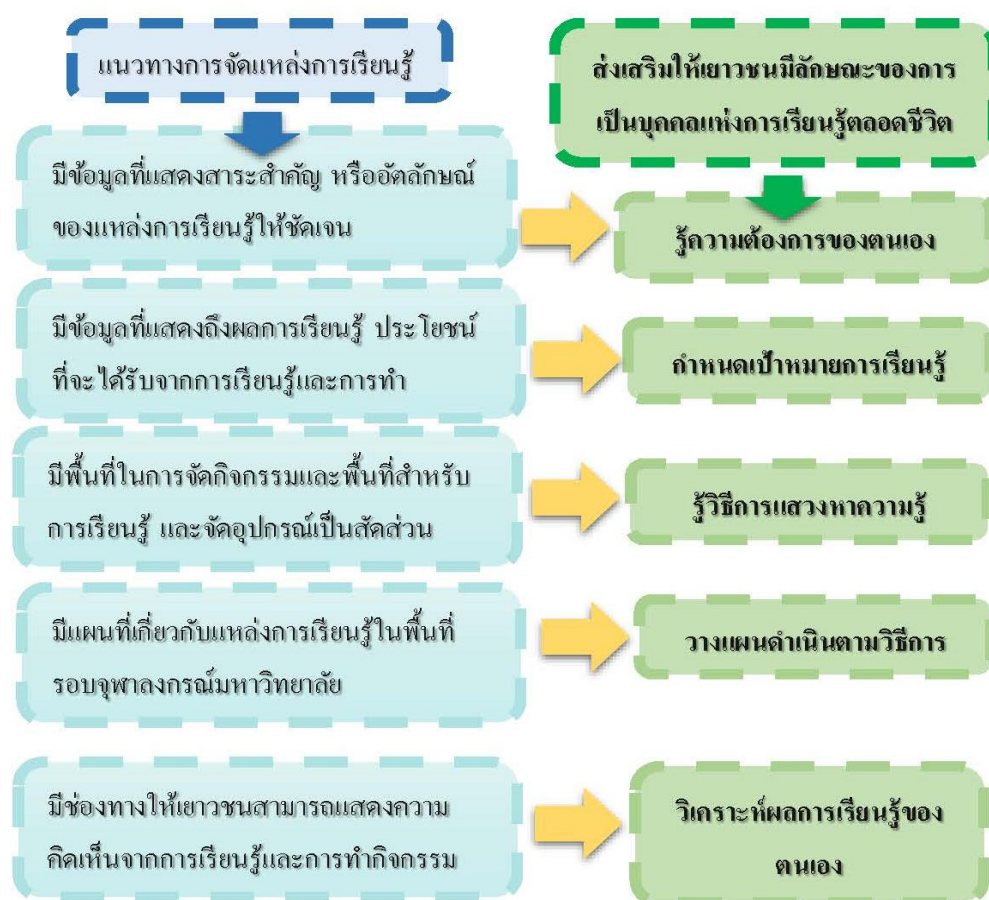 แนวทางการจัดแหล่งการเรียนรู้
ส่งเสริมให้เยาวชนมีลักษณะของการ
เป็นบุคคลแห่งการเรียนรู้ตลอดชีวิต
มีข้อมูลที่แสดงสาระสำคัญ หรืออัตลักษณ์
ของแหล่งการเรียนรู้ให้ชัดเจน
รู้ความต้องการของตนเอง
มีข้อมูลที่แสดงถึงผลการเรียนรู้ ประโยชน์
ที่จะได้รับจากการเรียนรู้และการทำ
กำหนดเป้าหมายการเรียนรู้
มีพื้นที่ในการจัดกิจกรรมและพื้นที่สำหรับ
การเรียนรู้ และจัดอุปกรณ์เป็นสัดส่วน
รู้วิธีการแสวงหาความรู้
มีแผนที่เกี่ยวกับแหล่งการเรียนรู้ในพื้นที่
รอบจุฬาลงกรณ์มหาวิทยาลัย
วางแผนดำเนินตามวิธีการ
มีช่องทางให้เยาวชนสามารถแสดงความ
คิดเห็นจากการเรียนรู้และการทำกิจกรรม
วิเคราะห์ผลการเรียนรู้ของ
ตนเอง